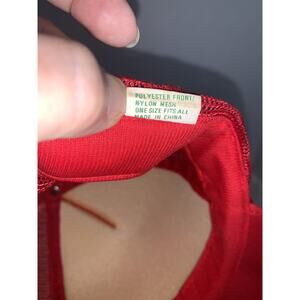 POLYESTER FRONT/
NYLON MESH
ONE SIZE FITS ALL
MADE IN CHINA